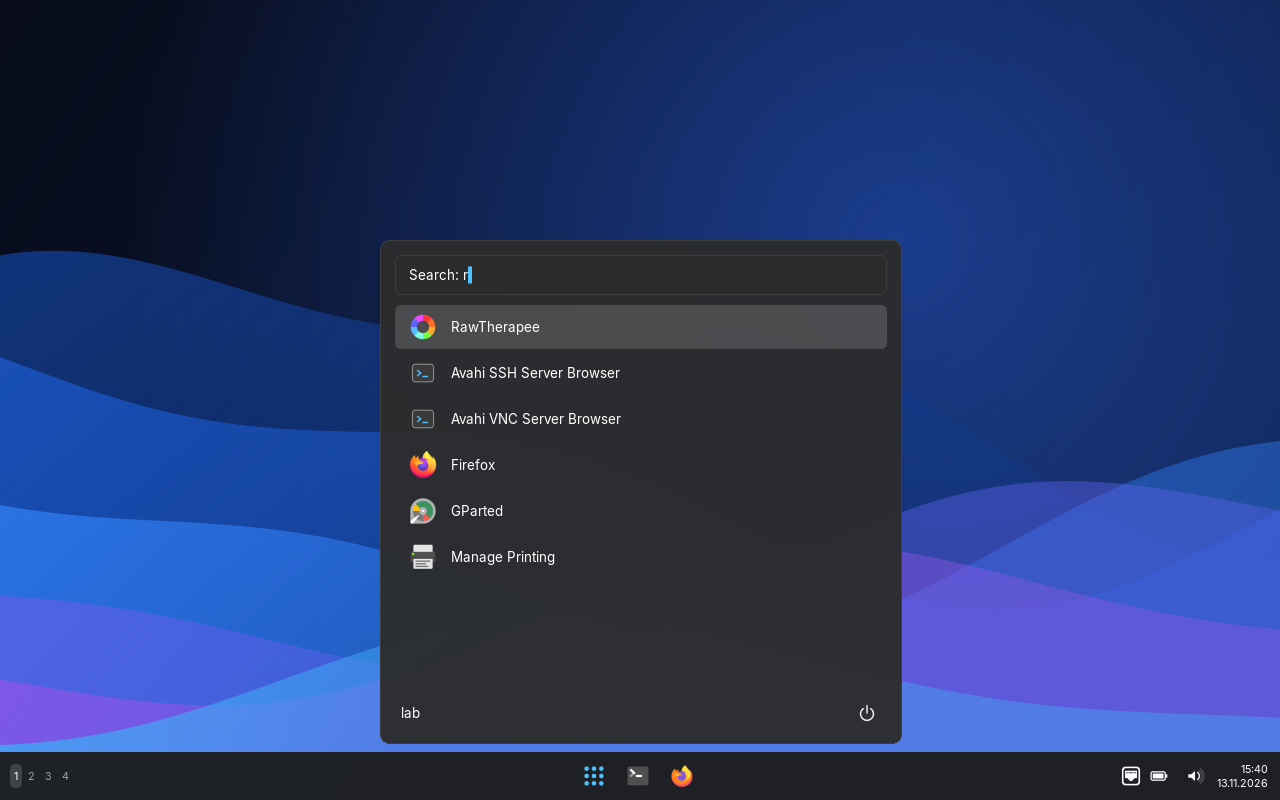 Search: r
RawTherapee
Avahi SSH Server Browser
Avahi VNC Server Browser
Firefox
GParted
Manage Printing
lab
1 2 3 4
15:40
13.11.2026